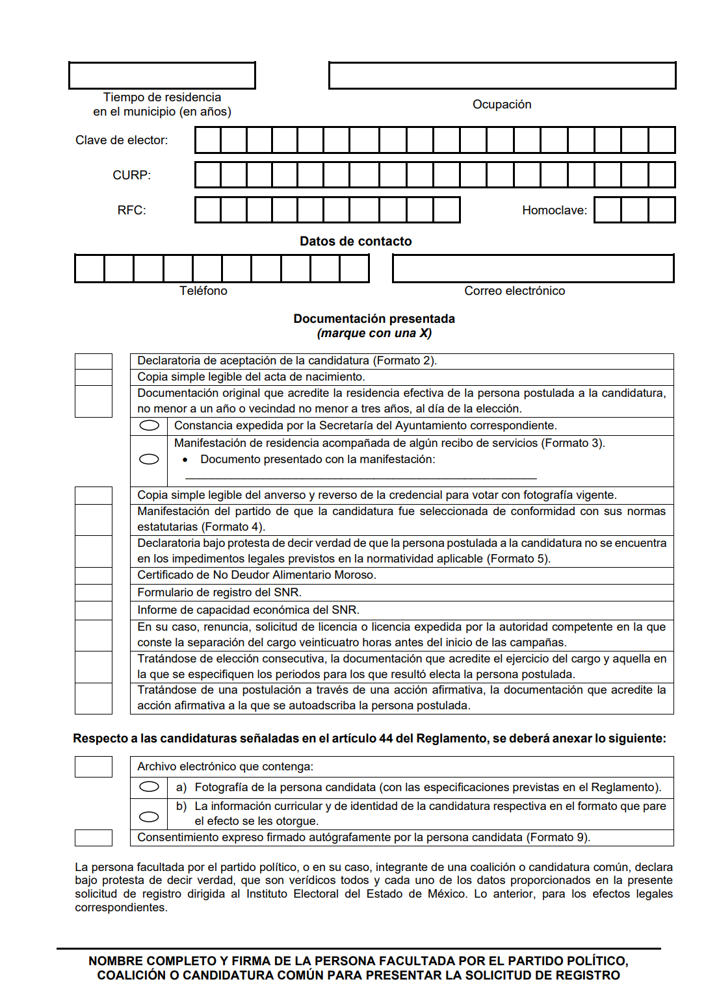 Tiempo de residencia
en el municipio (en años)
Ocupación
Clave de elector:
CURP:
RFC:
Homoclave:
Datos de contacto
Teléfono
Correo electrónico
Documentación presentada
(marque con una X)
Declaratoria de aceptación de la candidatura (Formato 2).
Copia simple legible del acta de nacimiento.
Documentación original que acredite la residencia efectiva de la persona postulada a la candidatura,
no menor a un año o vecindad no menor a tres años, al día de la elección.
Constancia expedida por la Secretaría del Ayuntamiento correspondiente.
Manifestación de residencia acompañada de algún recibo de servicios (Formato 3).
• Documento presentado con la manifestación:
Copia simple legible del anverso y reverso de la credencial para votar con fotografía vigente.
Manifestación del partido de que la candidatura fue seleccionada de conformidad con sus normas
estatutarias (Formato 4).
Declaratoria bajo protesta de decir verdad de que la persona postulada a la candidatura no se encuentra
en los impedimentos legales previstos en la normatividad aplicable (Formato 5).
Certificado de No Deudor Alimentario Moroso.
Formulario de registro del SNR.
Informe de capacidad económica del SNR.
En su caso, renuncia, solicitud de licencia o licencia expedida por la autoridad competente en la que
conste la separación del cargo veinticuatro horas antes del inicio de las campañas.
Tratándose de elección consecutiva, la documentación que acredite el ejercicio del cargo y aquella en
la que se especifiquen los periodos para los que resultó electa la persona postulada.
Tratándose de una postulación a través de una acción afirmativa, la documentación que acredite la
acción afirmativa a la que se autoadscriba la persona postulada.
Respecto a las candidaturas señaladas en el artículo 44 del Reglamento, se deberá anexar lo siguiente:
Archivo electrónico que contenga:
a) Fotografía de la persona candidata (con las especificaciones previstas en el Reglamento).
b) La información curricular y de identidad de la candidatura respectiva en el formato que pare
el efecto se les otorgue.
Consentimiento expreso firmado autógrafamente por la persona candidata (Formato 9).
La persona facultada por el partido político, o en su caso, integrante de una coalición o candidatura común, declara
bajo protesta de decir verdad, que son verídicos todos y cada uno de los datos proporcionados en la presente
solicitud de registro dirigida al Instituto Electoral del Estado de México. Lo anterior, para los efectos legales
correspondientes.
NOMBRE COMPLETO Y FIRMA DE LA PERSONA FACULTADA POR EL PARTIDO POLÍTICO,
COALICIÓN O CANDIDATURA COMÚN PARA PRESENTAR LA SOLICITUD DE REGISTRO